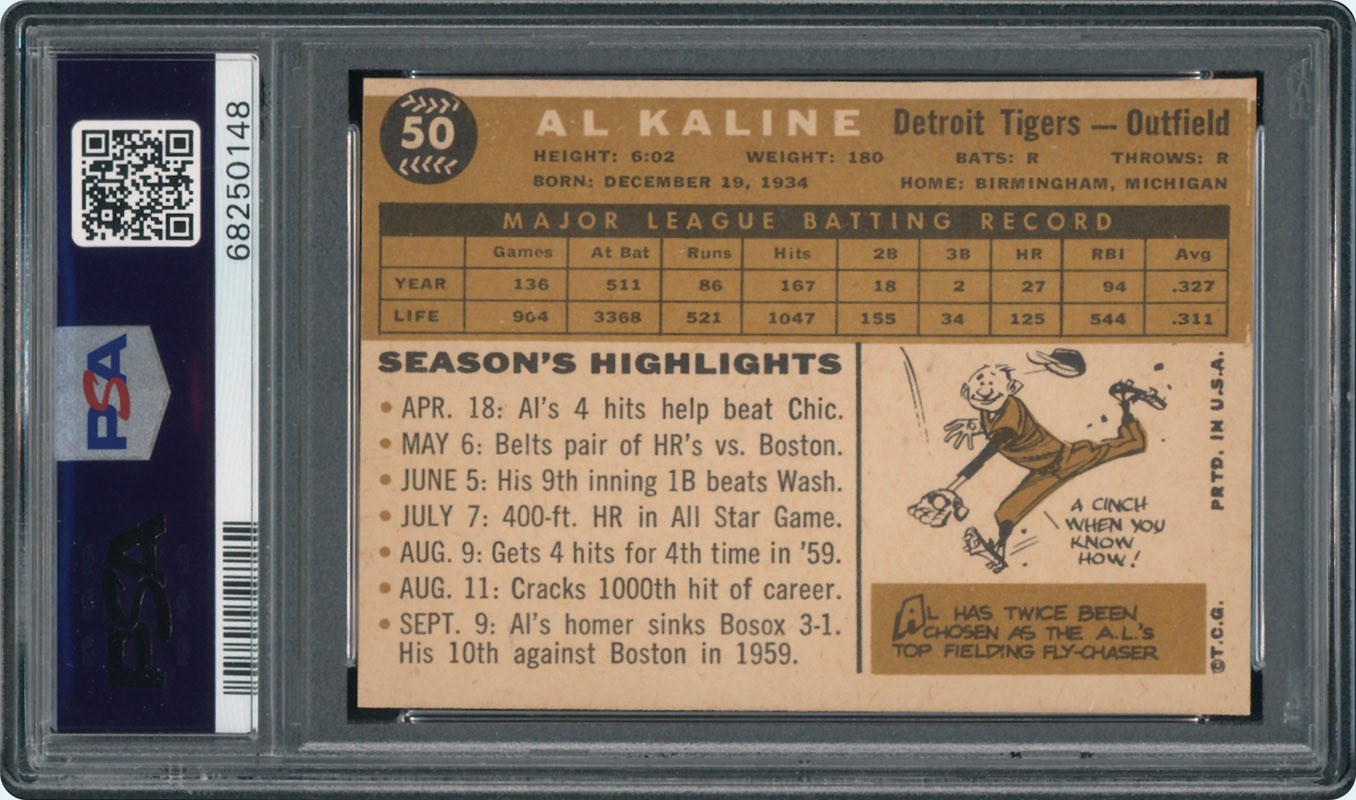 68250148
PSA
PSA
50
AL KALINE Detroit Tigers — Outfield
HEIGHT: 6:02 WEIGHT: 180 BATS: R THROWS: R
BORN: DECEMBER 19, 1934 HOME: BIRMINGHAM, MICHIGAN
MAJOR LEAGUE BATTING RECORD
Games At Bat Runs Hits 2B 3B HR RBI Avg
YEAR 136 511 86 167 18 2 27 94 .327
LIFE 904 3368 521 1047 155 34 125 544 .311
SEASON'S HIGHLIGHTS
• APR. 18: Al's 4 hits help beat Chic.
• MAY 6: Belts pair of HR's vs. Boston.
• JUNE 5: His 9th inning 1B beats Wash.
• JULY 7: 400-ft. HR in All Star Game.
• AUG. 9: Gets 4 hits for 4th time in '59.
• AUG. 11: Cracks 1000th hit of career.
• SEPT. 9: Al's homer sinks Bosox 3-1.
His 10th against Boston in 1959.
A CINCH
WHEN YOU
KNOW
HOW!
AL HAS TWICE BEEN
CHOSEN AS THE A.L.'S
TOP FIELDING FLY-CHASER
©T.C.G. PRTD. IN U.S.A.